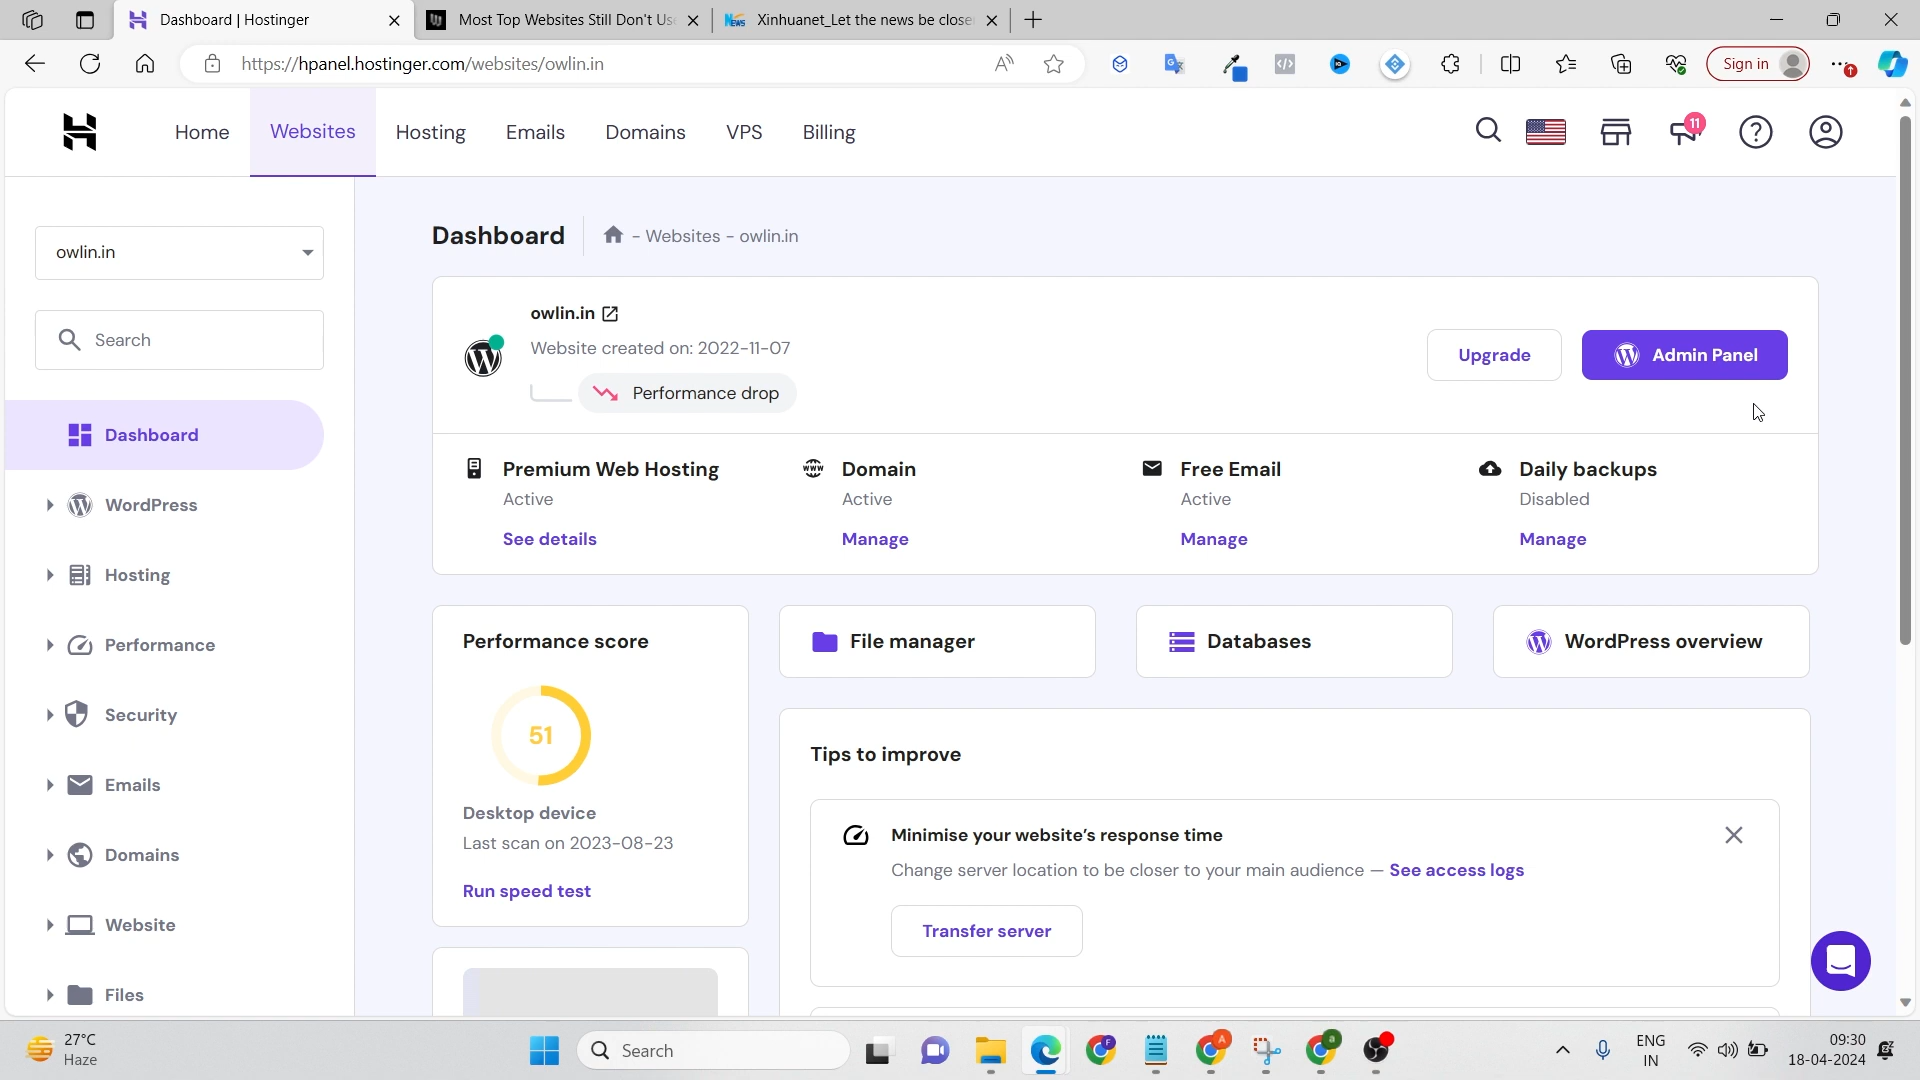 Dashboard | Hostinger
Most Top Websites Still Don't Us
Xinhuanet_Let the news be close
https://hpanel.hostinger.com/websites/owlin.in
Sign in
Home
Websites
Hosting
Emails
Domains
VPS
Billing
11
owlin.in
Search
Dashboard
WordPress
Hosting
Performance
Security
Emails
Domains
Website
Files
Dashboard
- Websites - owlin.in
owlin.in
Website created on: 2022-11-07
Performance drop
Upgrade
Admin Panel
Premium Web Hosting
Active
See details
Domain
Active
Manage
Free Email
Active
Manage
Daily backups
Disabled
Manage
Performance score
51
Desktop device
Last scan on 2023-08-23
Run speed test
File manager
Databases
WordPress overview
Tips to improve
Minimise your website's response time
Change server location to be closer to your main audience — See access logs
Transfer server
27°C
Haze
Search
ENG
IN
09:30
18-04-2024